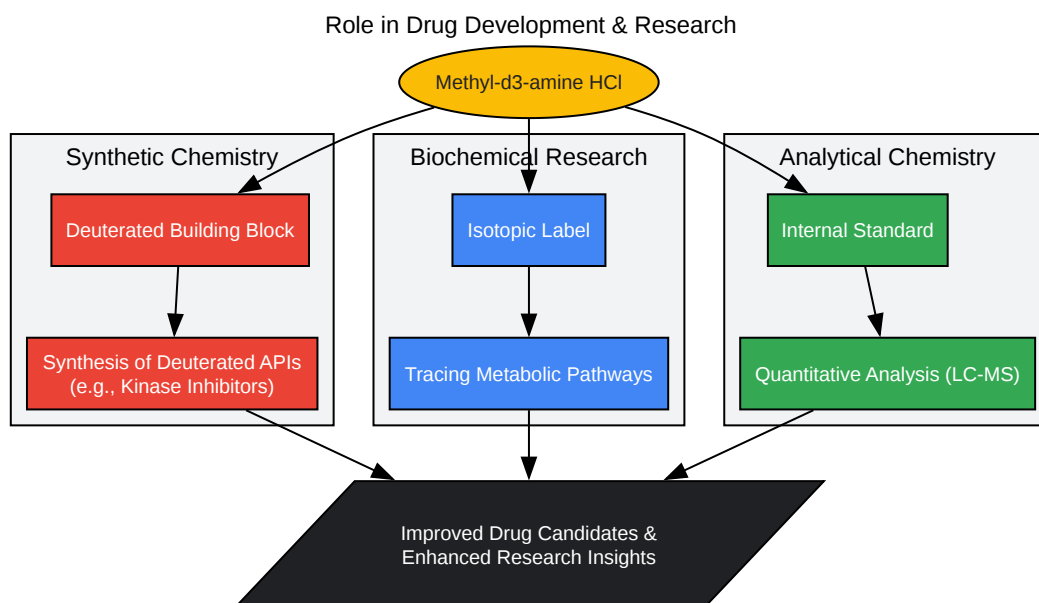 Role in Drug Development & Research
Methyl-d3-amine HCl
Synthetic Chemistry
Biochemical Research
Analytical Chemistry
Deuterated Building Block
Isotopic Label
Internal Standard
Synthesis of Deuterated APIs
(e.g., Kinase Inhibitors)
Tracing Metabolic Pathways
Quantitative Analysis (LC-MS)
Improved Drug Candidates &
Enhanced Research Insights